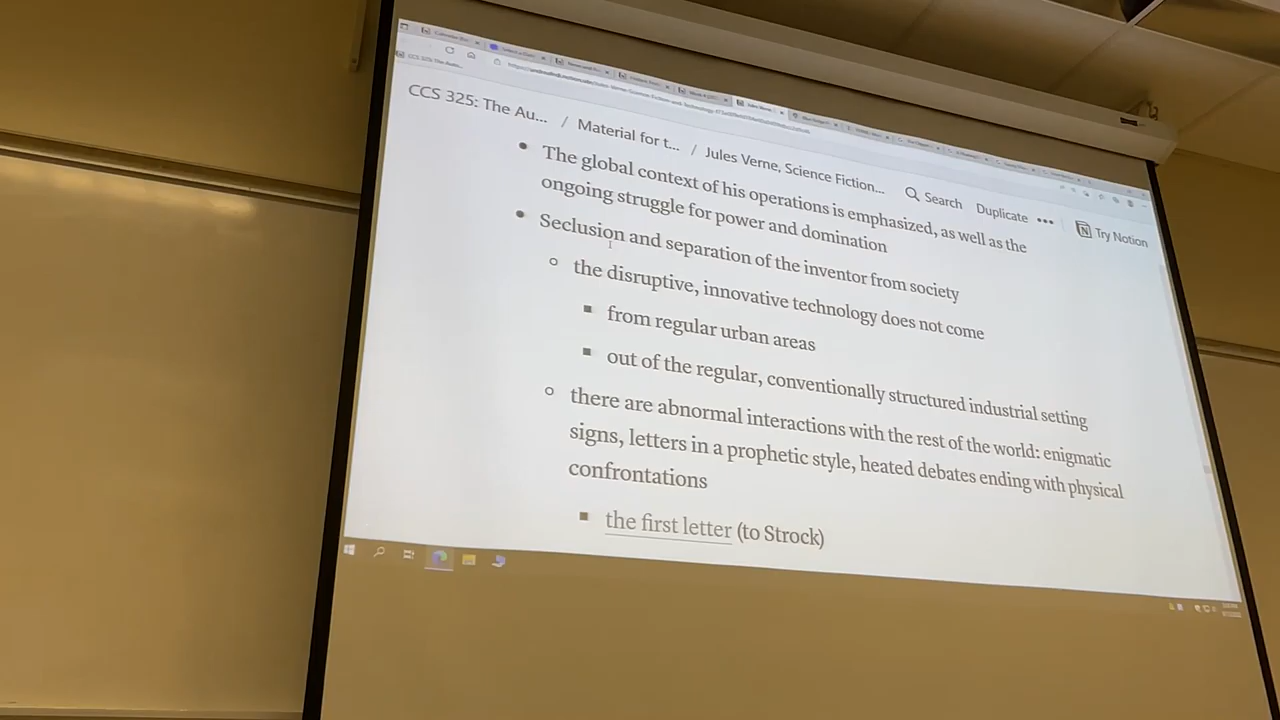 CCS 325: The Au... / Material for t... / Jules Verne, Science Fiction... Search Duplicate ••• Try Notion
• The global context of his operations is emphasized, as well as the
ongoing struggle for power and domination
• Seclusion and separation of the inventor from society
○ the disruptive, innovative technology does not come
▪ from regular urban areas
▪ out of the regular, conventionally structured industrial setting
○ there are abnormal interactions with the rest of the world: enigmatic
signs, letters in a prophetic style, heated debates ending with physical
confrontations
▪ the first letter (to Strock)